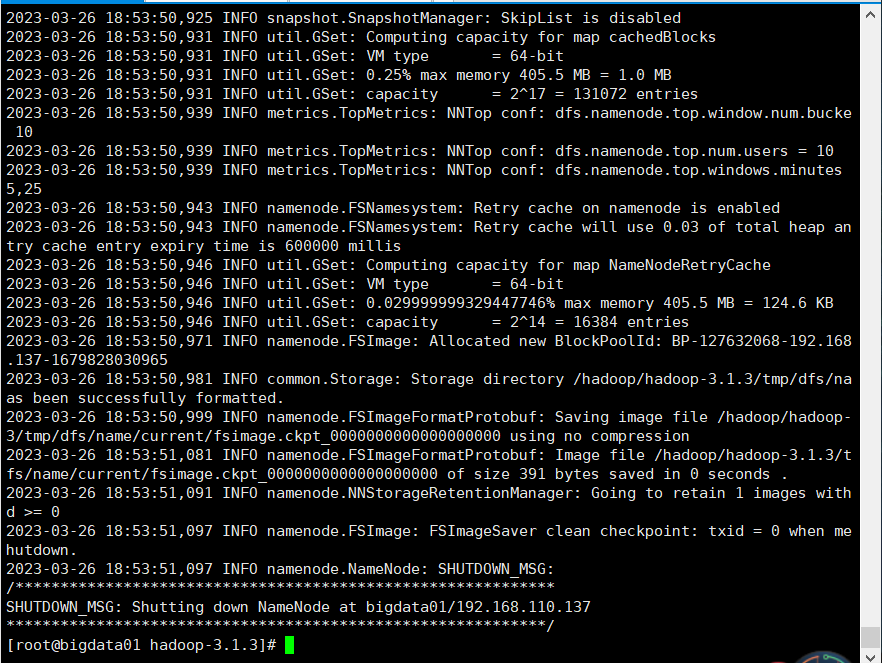 2023-03-26 18:53:50,925 INFO snapshot.SnapshotManager: SkipList is disabled
2023-03-26 18:53:50,931 INFO util.GSet: Computing capacity for map cachedBlocks
2023-03-26 18:53:50,931 INFO util.GSet: VM type       = 64-bit
2023-03-26 18:53:50,931 INFO util.GSet: 0.25% max memory 405.5 MB = 1.0 MB
2023-03-26 18:53:50,931 INFO util.GSet: capacity      = 2^17 = 131072 entries
2023-03-26 18:53:50,939 INFO metrics.TopMetrics: NNTop conf: dfs.namenode.top.window.num.bucke
 10
2023-03-26 18:53:50,939 INFO metrics.TopMetrics: NNTop conf: dfs.namenode.top.num.users = 10
2023-03-26 18:53:50,939 INFO metrics.TopMetrics: NNTop conf: dfs.namenode.top.windows.minutes
5,25
2023-03-26 18:53:50,943 INFO namenode.FSNamesystem: Retry cache on namenode is enabled
2023-03-26 18:53:50,943 INFO namenode.FSNamesystem: Retry cache will use 0.03 of total heap an
try cache entry expiry time is 600000 millis
2023-03-26 18:53:50,946 INFO util.GSet: Computing capacity for map NameNodeRetryCache
2023-03-26 18:53:50,946 INFO util.GSet: VM type       = 64-bit
2023-03-26 18:53:50,946 INFO util.GSet: 0.029999999329447746% max memory 405.5 MB = 124.6 KB
2023-03-26 18:53:50,946 INFO util.GSet: capacity      = 2^14 = 16384 entries
2023-03-26 18:53:50,971 INFO namenode.FSImage: Allocated new BlockPoolId: BP-127632068-192.168
.137-1679828030965
2023-03-26 18:53:50,981 INFO common.Storage: Storage directory /hadoop/hadoop-3.1.3/tmp/dfs/na
as been successfully formatted.
2023-03-26 18:53:50,999 INFO namenode.FSImageFormatProtobuf: Saving image file /hadoop/hadoop-
3/tmp/dfs/name/current/fsimage.ckpt_0000000000000000000 using no compression
2023-03-26 18:53:51,081 INFO namenode.FSImageFormatProtobuf: Image file /hadoop/hadoop-3.1.3/t
fs/name/current/fsimage.ckpt_0000000000000000000 of size 391 bytes saved in 0 seconds .
2023-03-26 18:53:51,091 INFO namenode.NNStorageRetentionManager: Going to retain 1 images with
d >= 0
2023-03-26 18:53:51,097 INFO namenode.FSImage: FSImageSaver clean checkpoint: txid = 0 when me
hutdown.
2023-03-26 18:53:51,097 INFO namenode.NameNode: SHUTDOWN_MSG:
/************************************************************
SHUTDOWN_MSG: Shutting down NameNode at bigdata01/192.168.110.137
************************************************************/
[root@bigdata01 hadoop-3.1.3]#